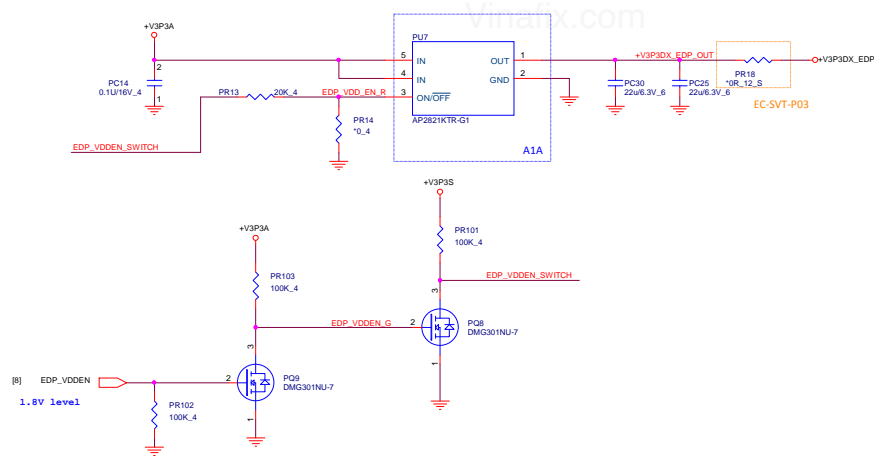 Vinafix.com
+V3P3A
PC14
0.1U/16V_4
2
1
PU7
5 IN
4 IN
3 ON/OFF
OUT 1
GND 2
AP2821KTR-G1
A1A
PR13 20K_4
EDP_VDD_EN_R
PR14
*0_4
EDP_VDDEN_SWITCH
+V3P3DX_EDP_OUT
PC30
22u/6.3V_6
PC25
22u/6.3V_6
PR18
*0R_12_S
+V3P3DX_EDP
EC-SVT-P03
+V3P3S
PR101
100K_4
EDP_VDDEN_SWITCH
+V3P3A
PR103
100K_4
EDP_VDDEN_G
3
2
1
PQ8
DMG301NU-7
3
2
1
PQ9
DMG301NU-7
[8] EDP_VDDEN
1.8V level
PR102
100K_4